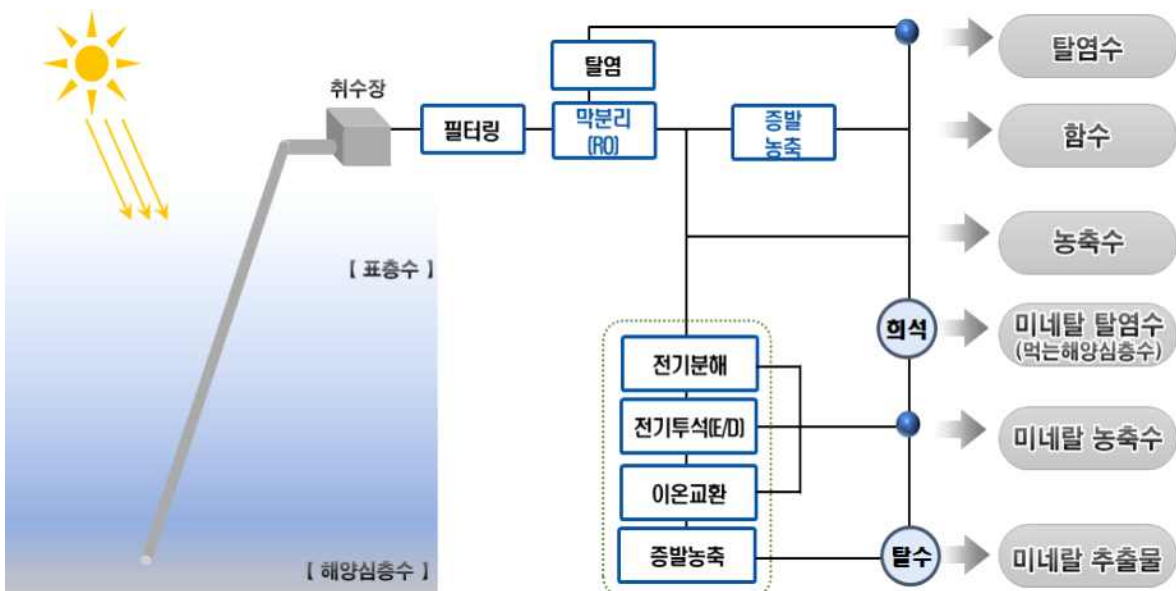 취수장
필터링
탈염
막분리
(RO)
증발
농축
탈염수
함수
농축수
【 표층수 】
희석
미네탈 탈염수
(먹는해양심층수)
전기분해
전기투석(E/D)
이온교환
증발농축
미네랄 농축수
탈수
미네랄 추출물
【 해양심층수 】